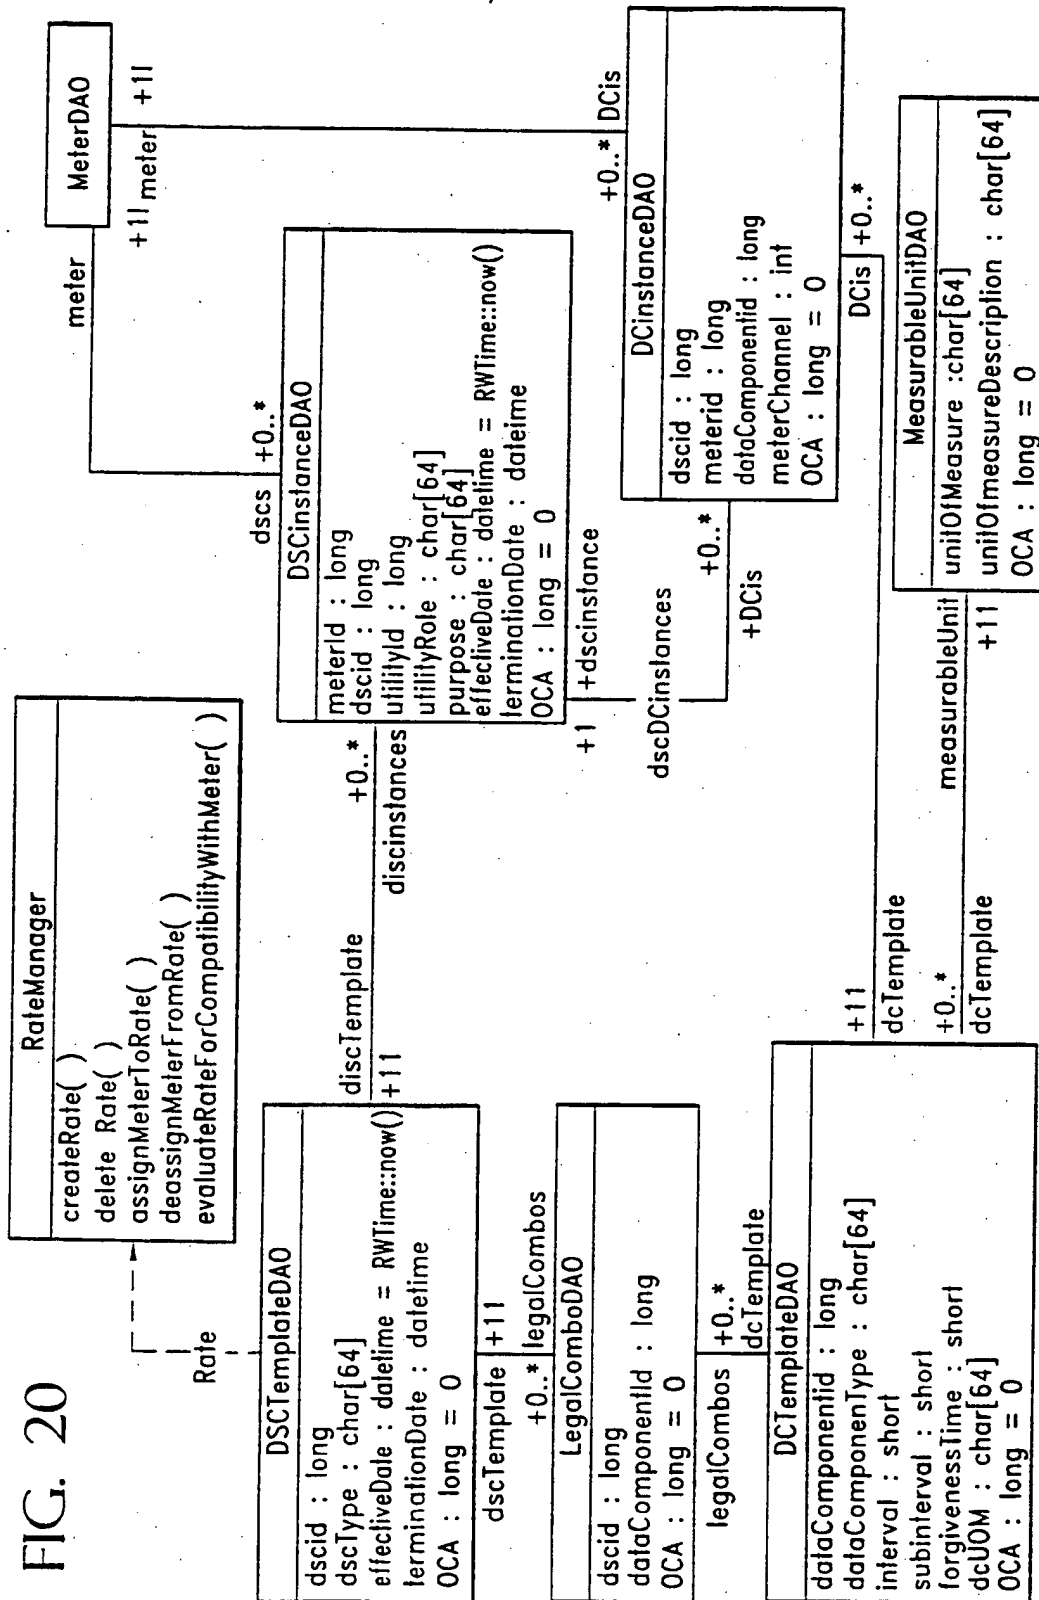 FIG. 20
RateManager
createRate( )
delete Rate( )
assignMeterToRate( )
deassignMeterFromRate( )
evaluateRateForCompatibilityWithMeter( )
MeterDAO
meter
+11
meter
+11
Rate
DSCTemplateDAO
dscid : long
dscType : char[64]
effectiveDate : datetime = RWTime::now()
terminationDate : datetime
OCA : long = 0
discTemplate
+11
+0..*
discinstances
dscs
+0..*
DSCinstanceDAO
meterId : long
dscid : long
utilityId : long
utilityRole : char[64]
purpose : char[64]
effectiveDate : datetime = RWTime::now()
terminationDate : dateime
OCA : long = 0
dscTemplate
+11
+0..*
legalCombos
+1
+dscinstance
dscDCinstances
+0..*
+DCis
+0..*
DCis
LegalComboDAO
dscid : long
dataComponentId : long
OCA : long = 0
DCinstanceDAO
dscid : long
meterid : long
dataComponentid : long
meterChannel : int
OCA : long = 0
legalCombos
+0..*
dcTemplate
DCTemplateDAO
dataComponentid : long
dataComponenType : char[64]
interval : short
subinterval : short
forgivenessTime : short
dcUOM : char[64]
OCA : long = 0
+11
dcTemplate
DCis
+0..*
+0..*
dcTemplate
measurableUnit
+11
MeasurableUnitDAO
unitOfMeasure :char[64]
unitOfmeasureDescription : char[64]
OCA : long = 0